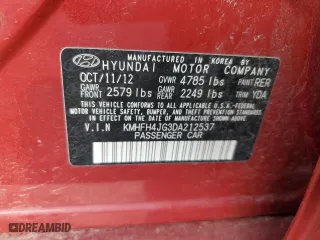 MANUFACTURED IN KOREA BY
HYUNDAI MOTOR COMPANY
OCT/11/12 GVWR 4785 lbs PAINT RER
GAWR FRONT 2579 lbs GAWR REAR 2249 lbs TRIM YDA
THIS VEHICLE CONFORMS TO ALL APPLICABLE FEDERAL
MOTOR VEHICLE SAFETY, BUMPER, AND THEFT PREVENTION
STANDARDS IN EFFECT ON THE DATE OF MANUFACTURE
SHOWN ABOVE.
V.I.N KMHFH4JG3DA212537
PASSENGER CAR